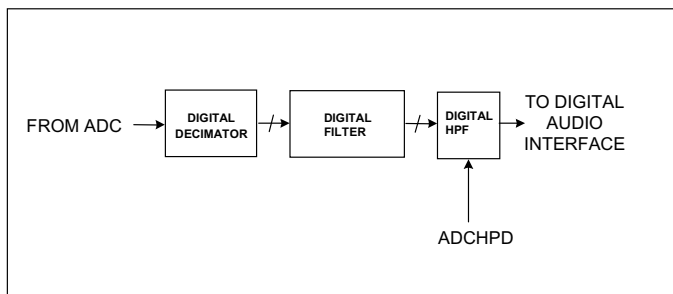 FROM ADC
DIGITAL
DECIMATOR
DIGITAL
FILTER
DIGITAL
HPF
TO DIGITAL
AUDIO
INTERFACE
ADCHPD